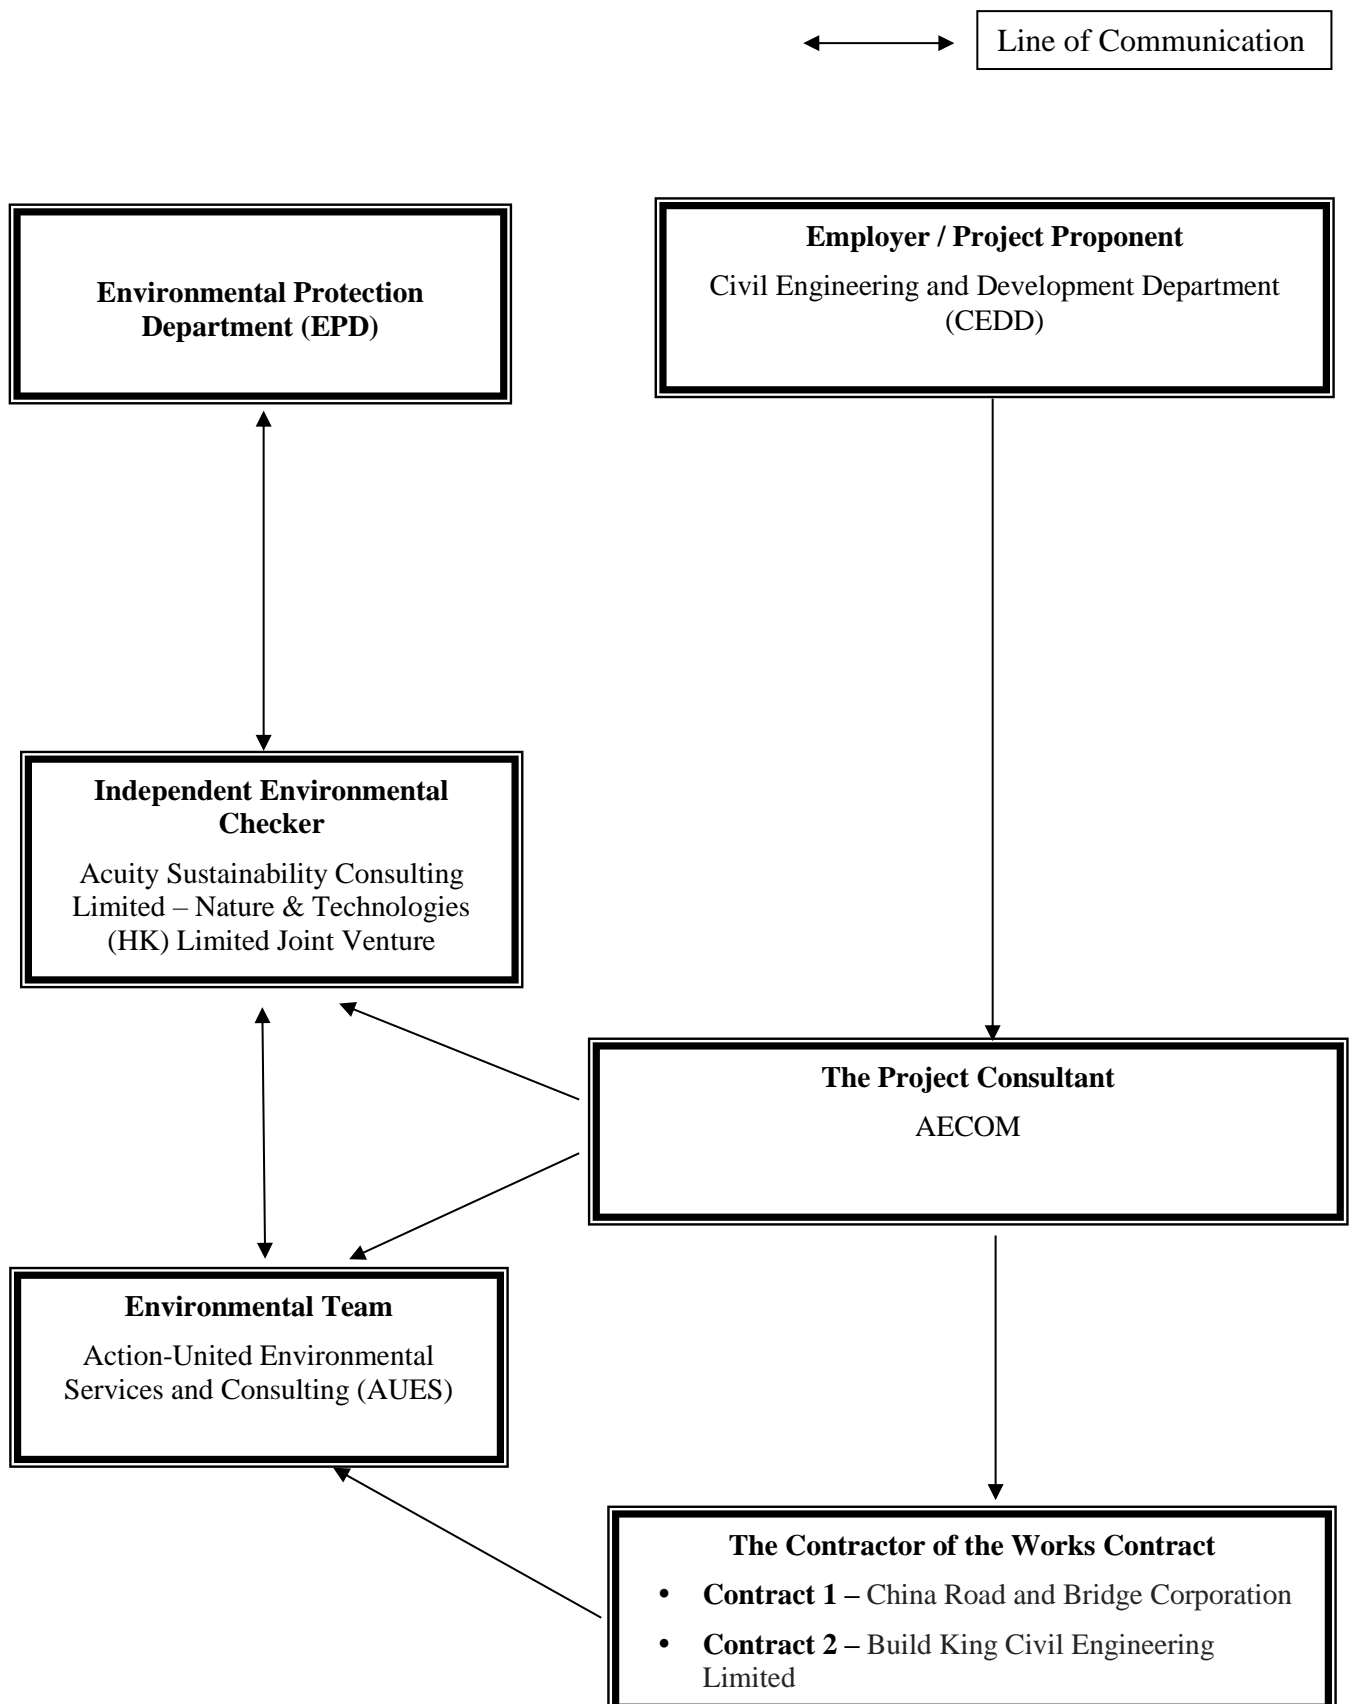 Line of Communication
Environmental Protection
Department (EPD)
Employer / Project Proponent
Civil Engineering and Development Department
(CEDD)
Independent Environmental
Checker
Acuity Sustainability Consulting
Limited – Nature & Technologies
(HK) Limited Joint Venture
The Project Consultant
AECOM
Environmental Team
Action-United Environmental
Services and Consulting (AUES)
The Contractor of the Works Contract
• Contract 1 – China Road and Bridge Corporation
• Contract 2 – Build King Civil Engineering
Limited